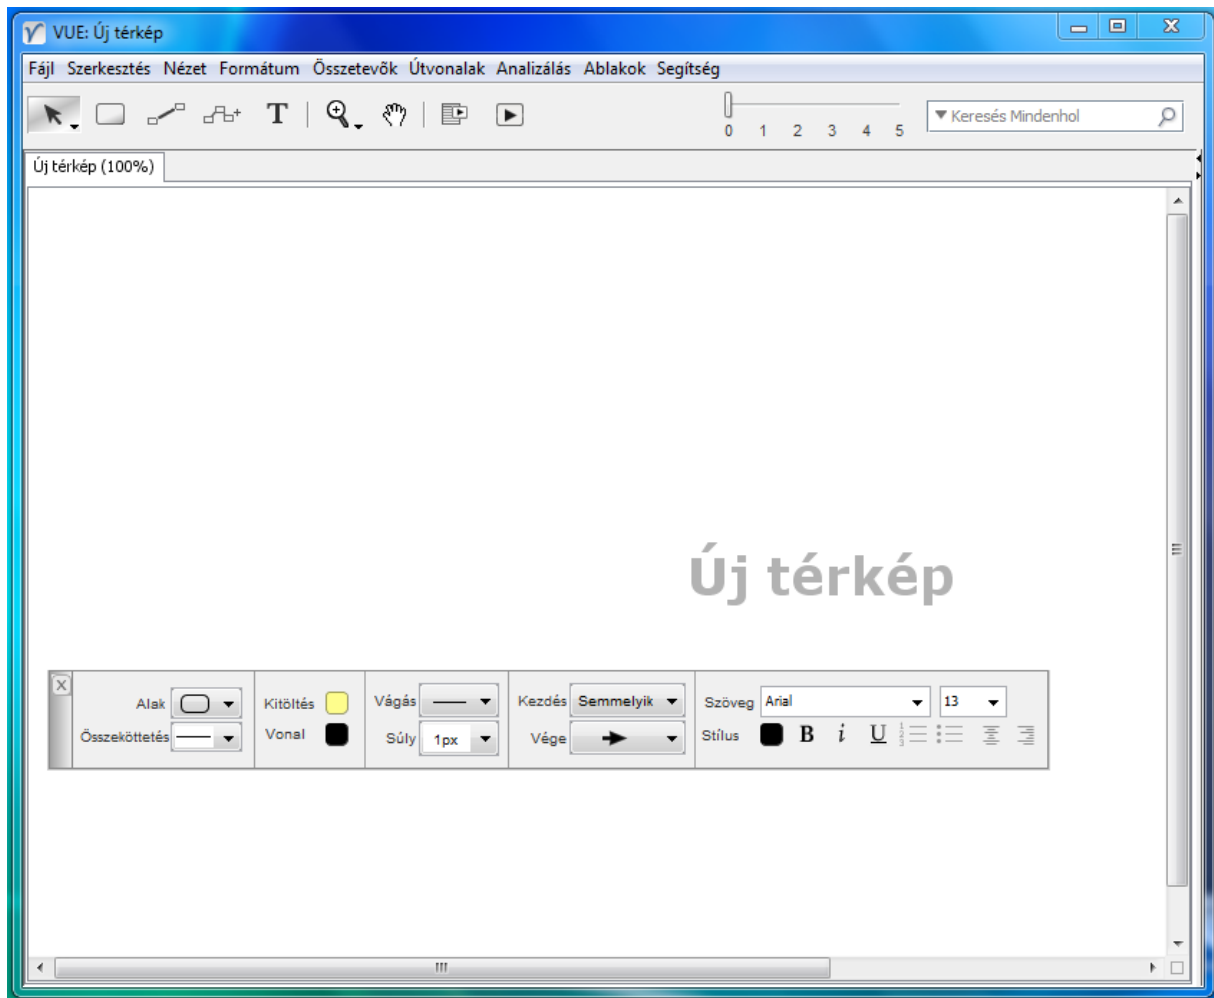 VUE: Új térkép
Fájl Szerkesztés Nézet Formátum Összetevők Útvonalak Analizálás Ablakok Segítség
T
0 1 2 3 4 5
Keresés Mindenhol
Új térkép (100%)
Új térkép
Alak Kitöltés Vágás Kezdés Semmelyik Szöveg Arial 13
Összeköttetés Vonal Súly 1px Vége Stílus B i U